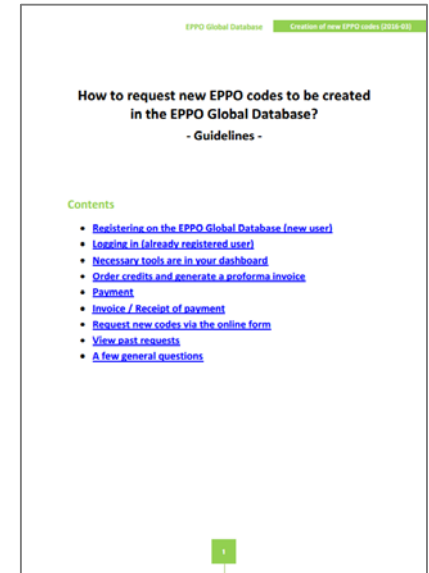 EPPO Global Database Creation of new EPPO codes (2016-03)
How to request new EPPO codes to be created
in the EPPO Global Database?
- Guidelines -
Contents
• Registering on the EPPO Global Database (new user)
• Logging in (already registered user)
• Necessary tools are in your dashboard
• Order credits and generate a proforma invoice
• Payment
• Invoice / Receipt of payment
• Request new codes via the online form
• View past requests
• A few general questions
1